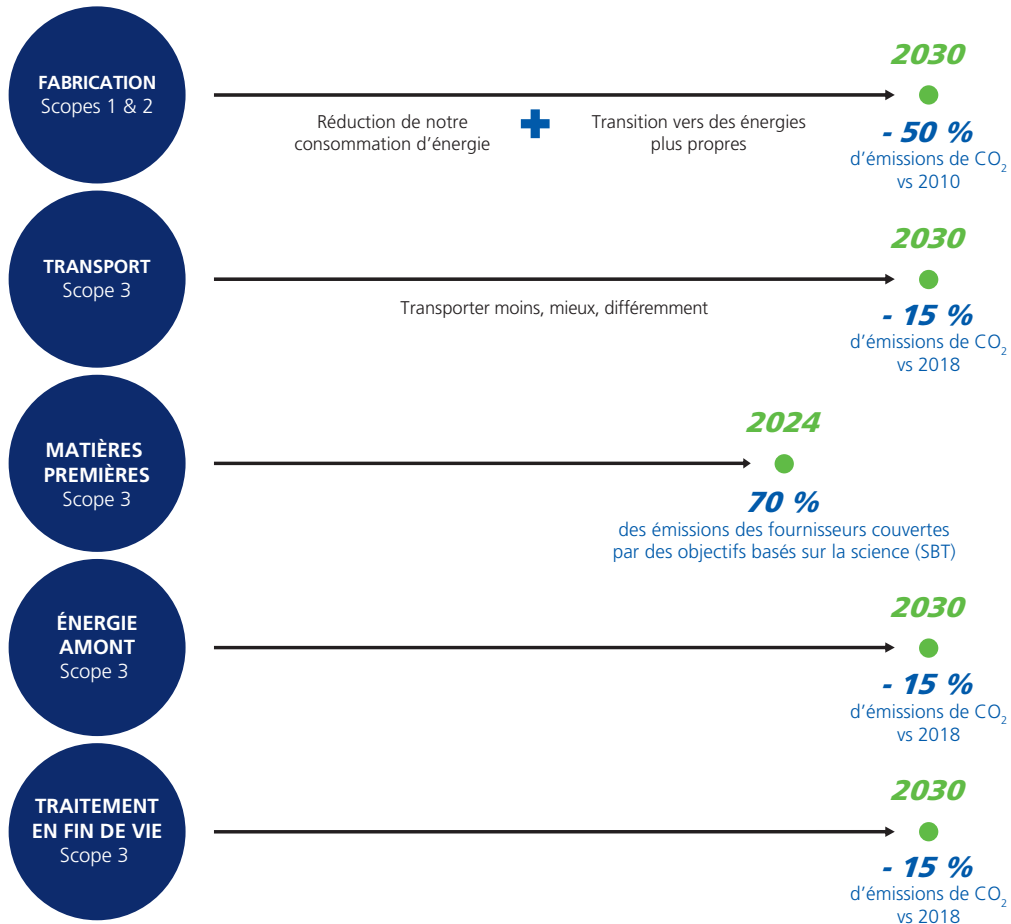 FABRICATION
Scopes 1 & 2
2030
Réduction de notre
consommation d’énergie
Transition vers des énergies
plus propres
- 50 %
d’émissions de CO₂
vs 2010
TRANSPORT
Scope 3
2030
Transporter moins, mieux, différemment
- 15 %
d’émissions de CO₂
vs 2018
MATIÈRES
PREMIÈRES
Scope 3
2024
70 %
des émissions des fournisseurs couvertes
par des objectifs basés sur la science (SBT)
ÉNERGIE
AMONT
Scope 3
2030
- 15 %
d’émissions de CO₂
vs 2018
TRAITEMENT
EN FIN DE VIE
Scope 3
2030
- 15 %
d’émissions de CO₂
vs 2018